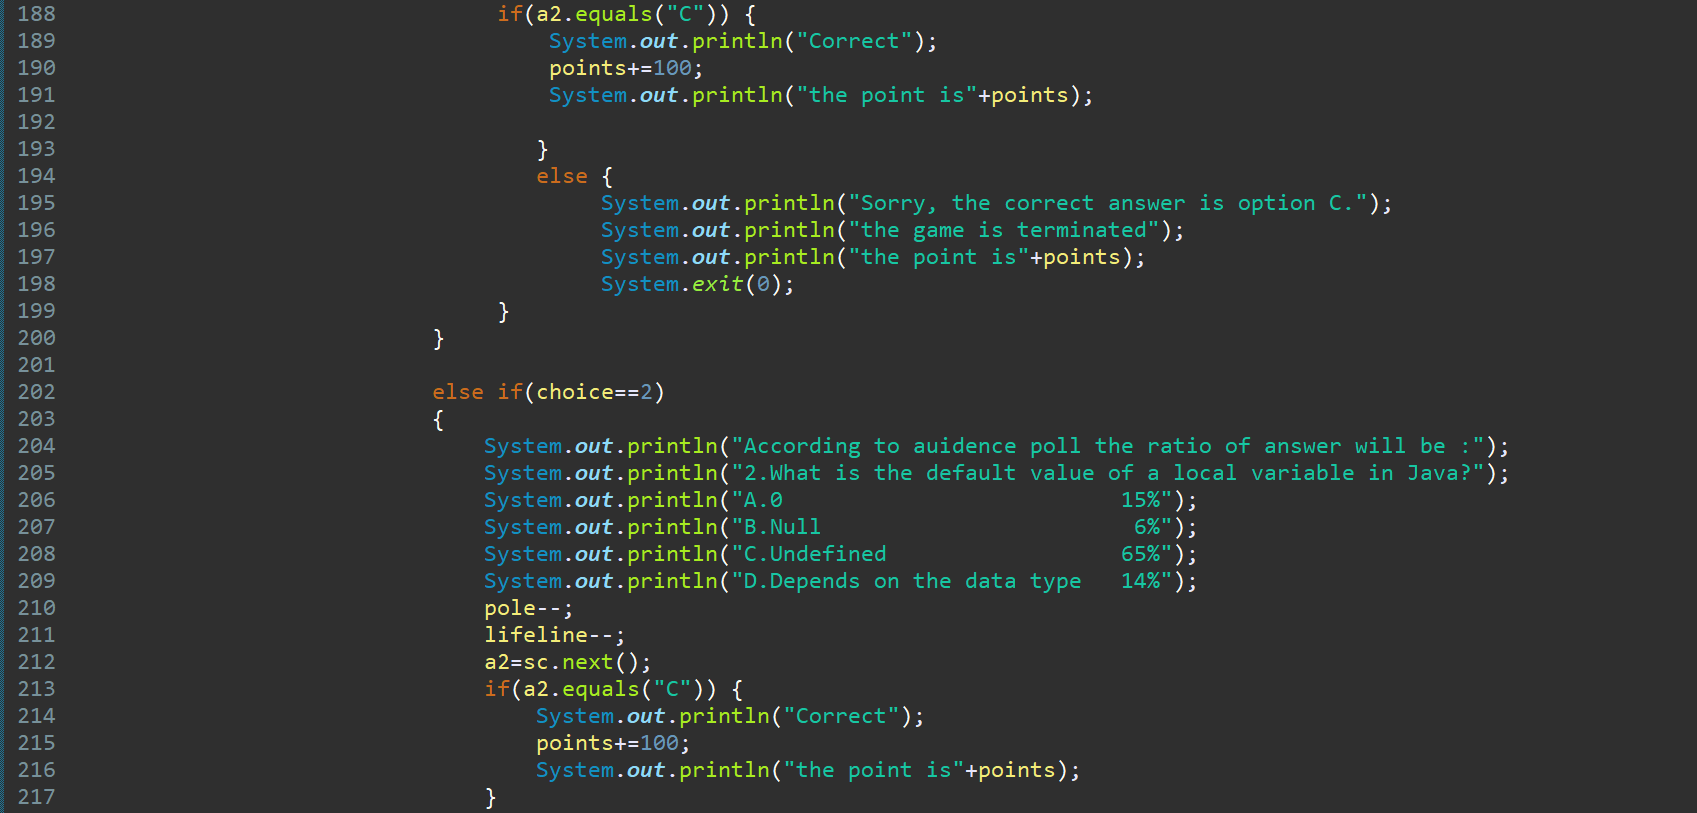 188 if(a2.equals("C")) {
189 System.out.println("Correct");
190 points+=100;
191 System.out.println("the point is"+points);
192
193 }
194 else {
195 System.out.println("Sorry, the correct answer is option C.");
196 System.out.println("the game is terminated");
197 System.out.println("the point is"+points);
198 System.exit(0);
199 }
200 }
201
202 else if(choice==2)
203 {
204 System.out.println("According to auidence poll the ratio of answer will be :");
205 System.out.println("2.What is the default value of a local variable in Java?");
206 System.out.println("A.0                          15%");
207 System.out.println("B.Null                        6%");
208 System.out.println("C.Undefined                  65%");
209 System.out.println("D.Depends on the data type   14%");
210 pole--;
211 lifeline--;
212 a2=sc.next();
213 if(a2.equals("C")) {
214 System.out.println("Correct");
215 points+=100;
216 System.out.println("the point is"+points);
217 }